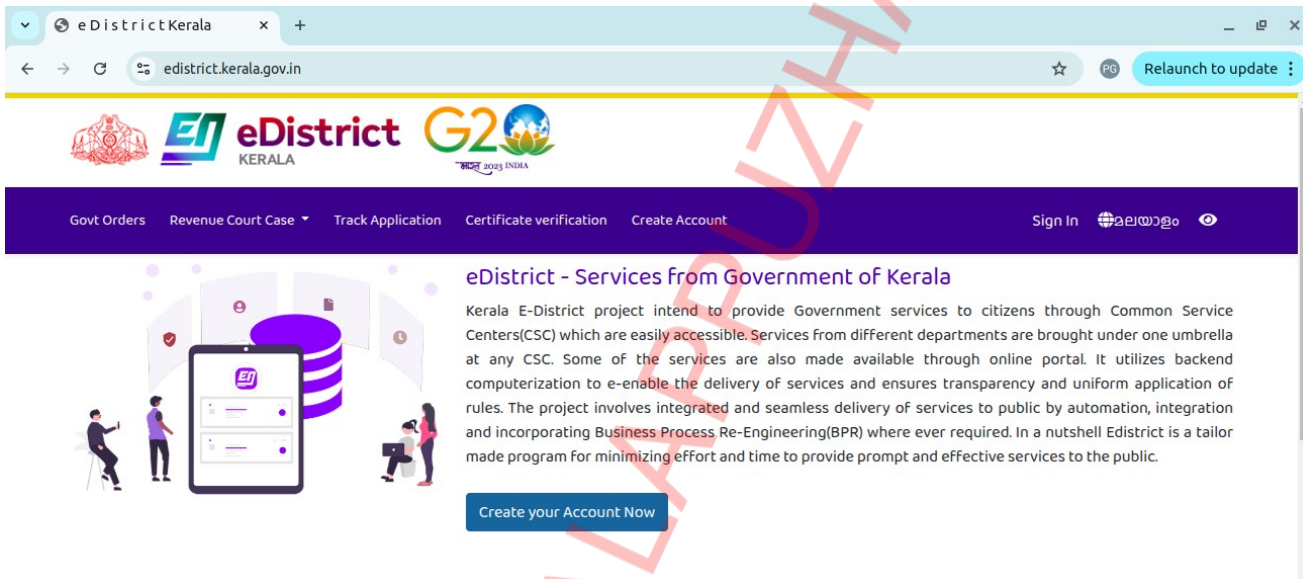 eDistrictKerala
edistrict.kerala.gov.in
PG
Relaunch to update
eDistrict
KERALA
G20
भारत 2023 INDIA
Govt Orders Revenue Court Case Track Application Certificate verification Create Account Sign In മലയാളം
eDistrict - Services from Government of Kerala
Kerala E-District project intend to provide Government services to citizens through Common Service
Centers(CSC) which are easily accessible. Services from different departments are brought under one umbrella
at any CSC. Some of the services are also made available through online portal. It utilizes backend
computerization to e-enable the delivery of services and ensures transparency and uniform application of
rules. The project involves integrated and seamless delivery of services to public by automation, integration
and incorporating Business Process Re-Engineering(BPR) where ever required. In a nutshell Edistrict is a tailor
made program for minimizing effort and time to provide prompt and effective services to the public.
Create your Account Now
LAPPUZHA